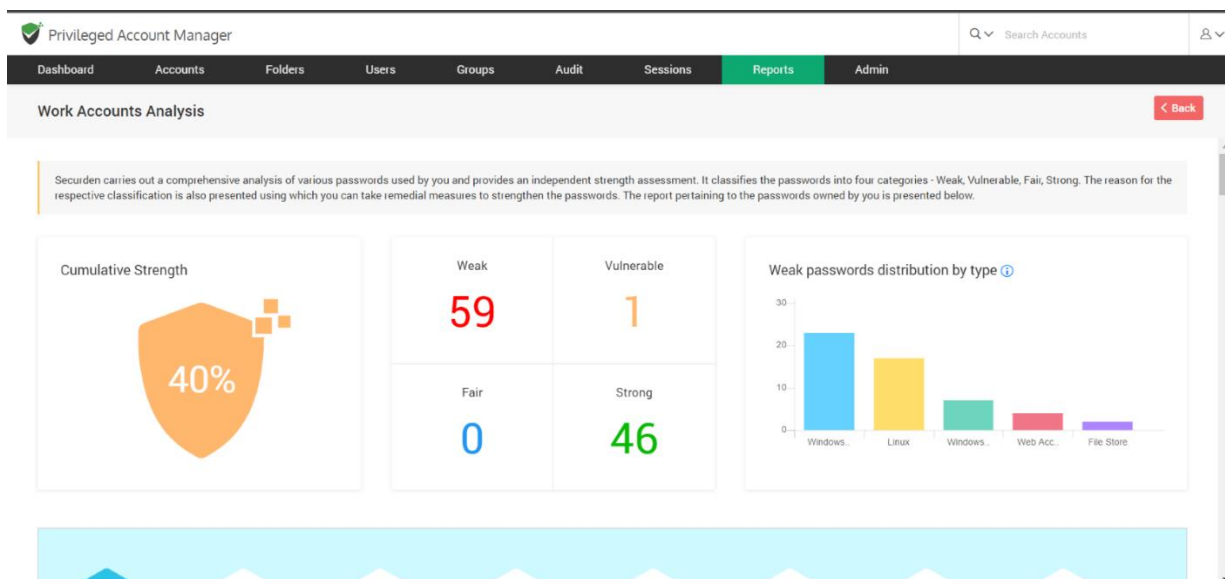 Privileged Account Manager
Search Accounts
Dashboard Accounts Folders Users Groups Audit Sessions Reports Admin
Work Accounts Analysis
Back
Securden carries out a comprehensive analysis of various passwords used by you and provides an independent strength assessment. It classifies the passwords into four categories - Weak, Vulnerable, Fair, Strong. The reason for the
respective classification is also presented using which you can take remedial measures to strengthen the passwords. The report pertaining to the passwords owned by you is presented below.
Cumulative Strength
40%
Weak
59
Vulnerable
1
Fair
0
Strong
46
Weak passwords distribution by type
30
20
10
0
Windows.. Linux Windows.. Web Acc.. File Store